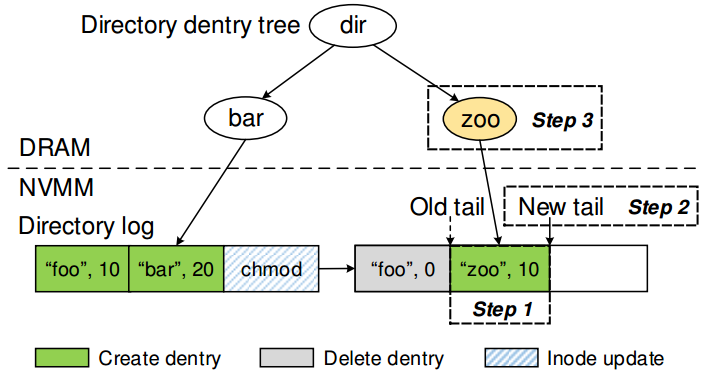 Directory dentry tree
dir
bar
zoo
Step 3
DRAM
NVMM
Old tail
New tail
Step 2
Directory log
“foo”, 10
“bar”, 20
chmod
“foo”, 0
“zoo”, 10
Step 1
Create dentry
Delete dentry
Inode update